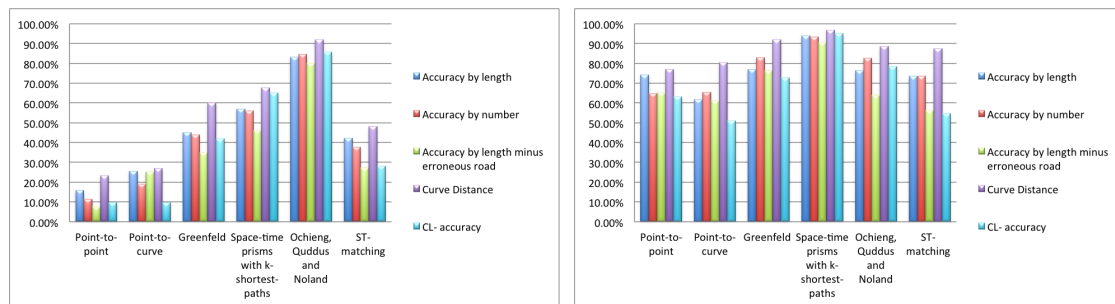 100.00%
90.00%
80.00%
70.00%
60.00%
50.00%
40.00%
30.00%
20.00%
10.00%
0.00%
Point-to-
point
Point-to-
curve
Greenfeld
Space-time
prisms
with k-
shortest-
paths
Ochieng,
Quddus
and
Noland
ST-
matching
Accuracy by length
Accuracy by number
Accuracy by length minus
erroneous road
Curve Distance
CL- accuracy
100.00%
90.00%
80.00%
70.00%
60.00%
50.00%
40.00%
30.00%
20.00%
10.00%
0.00%
Point-to-
point
Point-to-
curve
Greenfeld
Space-time
prisms
with k-
shortest-
paths
Ochieng,
Quddus
and
Noland
ST-
matching
Accuracy by length
Accuracy by number
Accuracy by length minus
erroneous road
Curve Distance
CL- accuracy